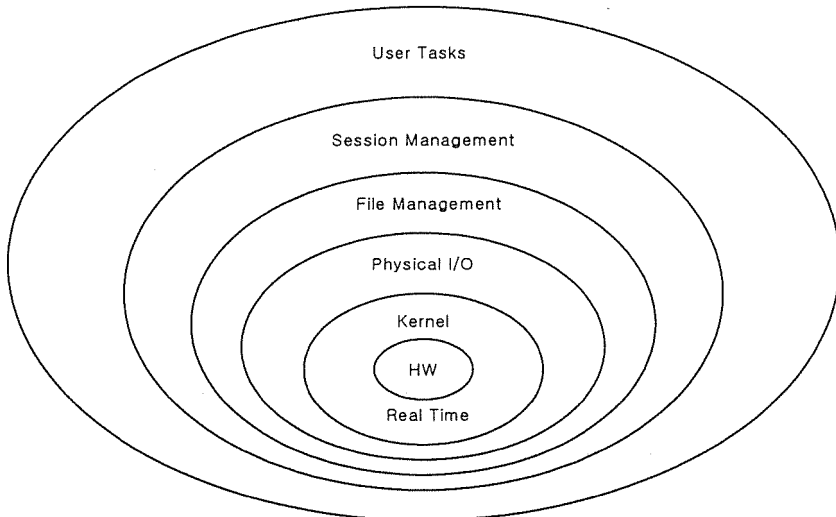 User Tasks
Session Management
File Management
Physical I/O
Kernel
HW
Real Time